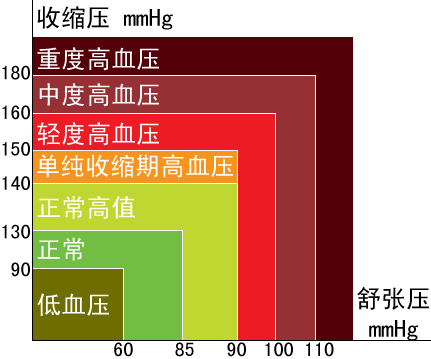 收缩压 mmHg
重度高血压
180
中度高血压
160
轻度高血压
150
单纯收缩期高血压
140
正常高值
130
正常
90
低血压
舒张压
mmHg
60 85 90 100 110